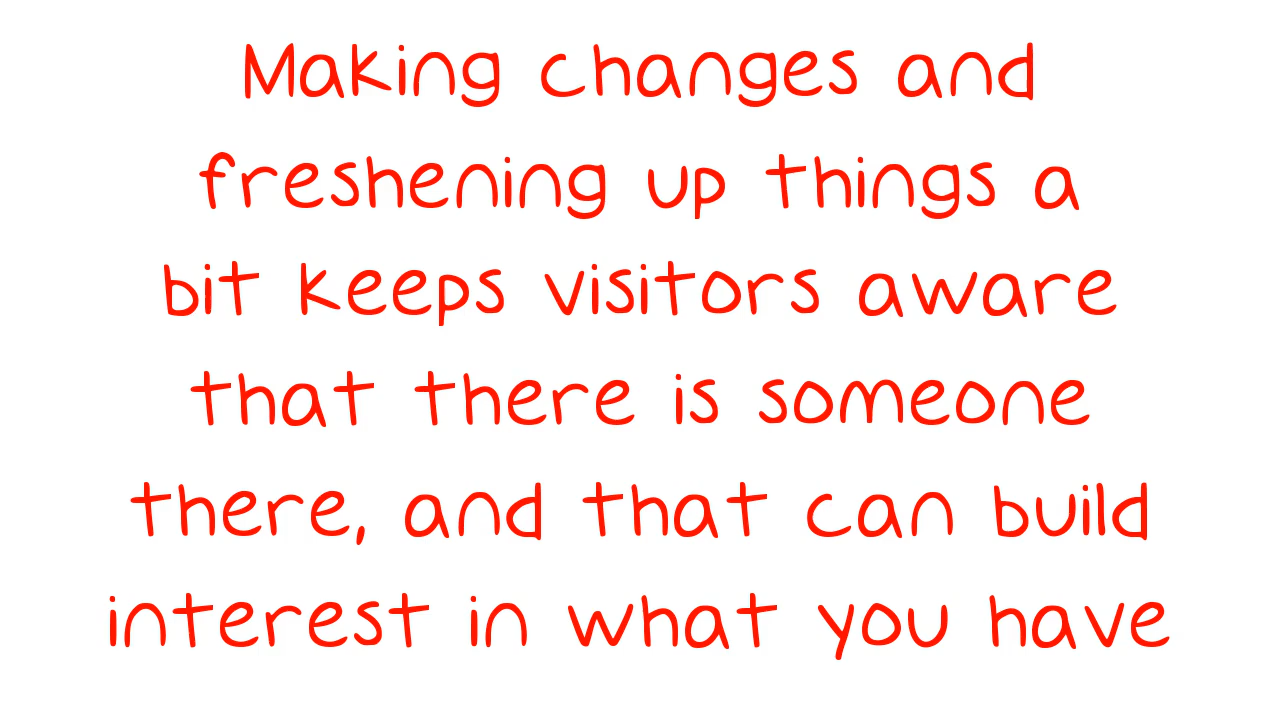 Making changes and
freshening up things a
bit keeps visitors aware
that there is someone
there, and that can build
interest in what you have